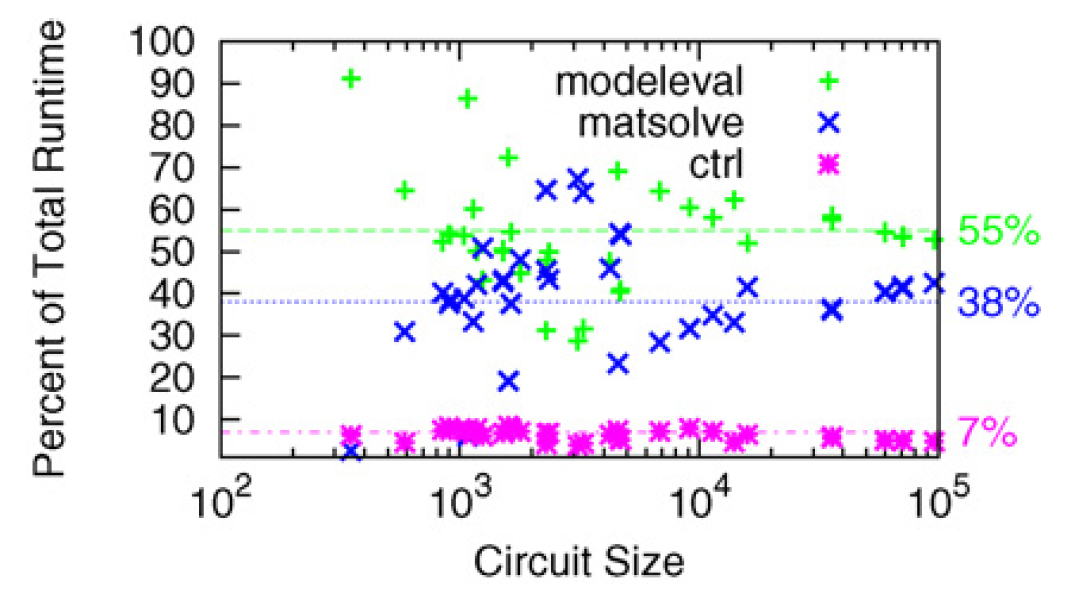 Percent of Total Runtime
100
90
80
70
60
50
40
30
20
10
modeleval
matsolve
ctrl
55%
38%
7%
10² 10³ 10⁴ 10⁵
Circuit Size